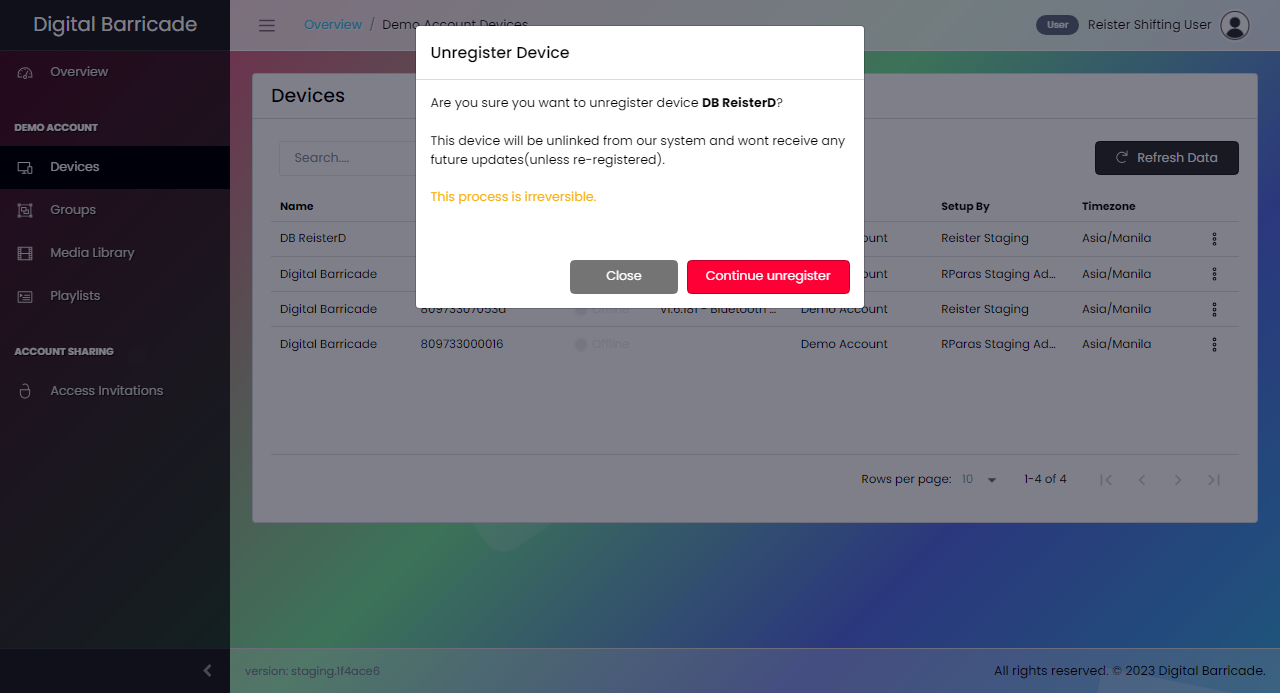 Digital Barricade
Overview / Demo Account Devices
User Reister Shifting User
Overview
DEMO ACCOUNT
Devices
Groups
Media Library
Playlists
ACCOUNT SHARING
Access Invitations
Unregister Device
Are you sure you want to unregister device DB ReisterD?
This device will be unlinked from our system and wont receive any
future updates(unless re-registered).
This process is irreversible.
Close Continue unregister
Devices
Search.... Refresh Data
Name Setup By Timezone
DB ReisterD Reister Staging Asia/Manila
Digital Barricade RParas Staging Ad... Asia/Manila
Digital Barricade 80973307053d Offline v1.6.181 - Bluetooth ... Demo Account Reister Staging Asia/Manila
Digital Barricade 809733000016 Offline Demo Account RParas Staging Ad... Asia/Manila
Rows per page: 10 1-4 of 4
version: staging.1f4ace6 All rights reserved. © 2023 Digital Barricade.